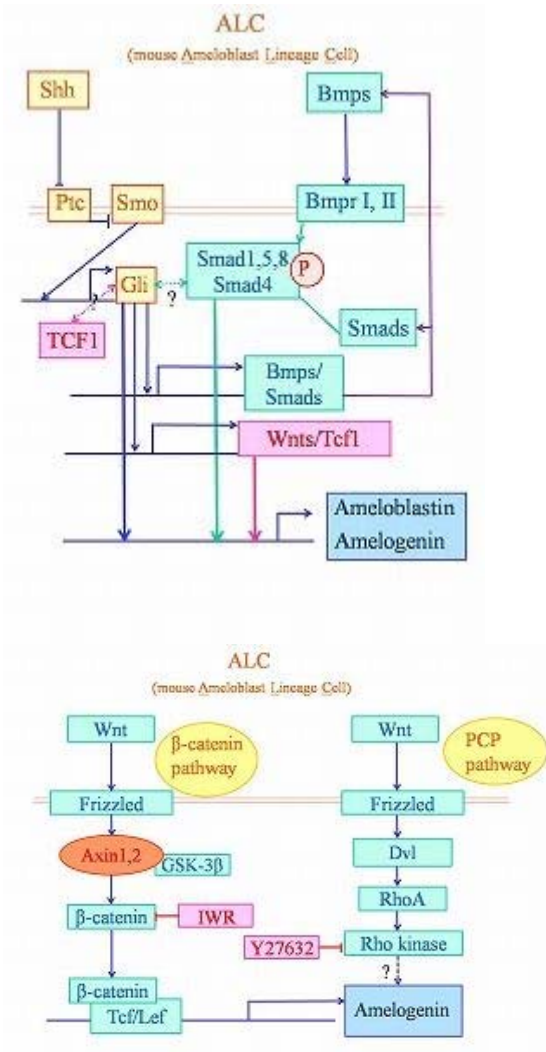 ALC
(mouse Ameloblast Lineage Cell)
Shh
Bmps
Ptc
Smo
Bmpr I, II
Smad1,5,8
Smad4
P
Gli
?
?
TCF1
Smads
Bmps/
Smads
Wnts/Tcf1
Ameloblastin
Amelogenin
ALC
(mouse Ameloblast Lineage Cell)
Wnt
β-catenin
pathway
Wnt
PCP
pathway
Frizzled
Frizzled
Axin1,2
GSK-3β
Dvl
RhoA
β-catenin
IWR
Y27632
Rho kinase
?
β-catenin
Tcf/Lef
Amelogenin